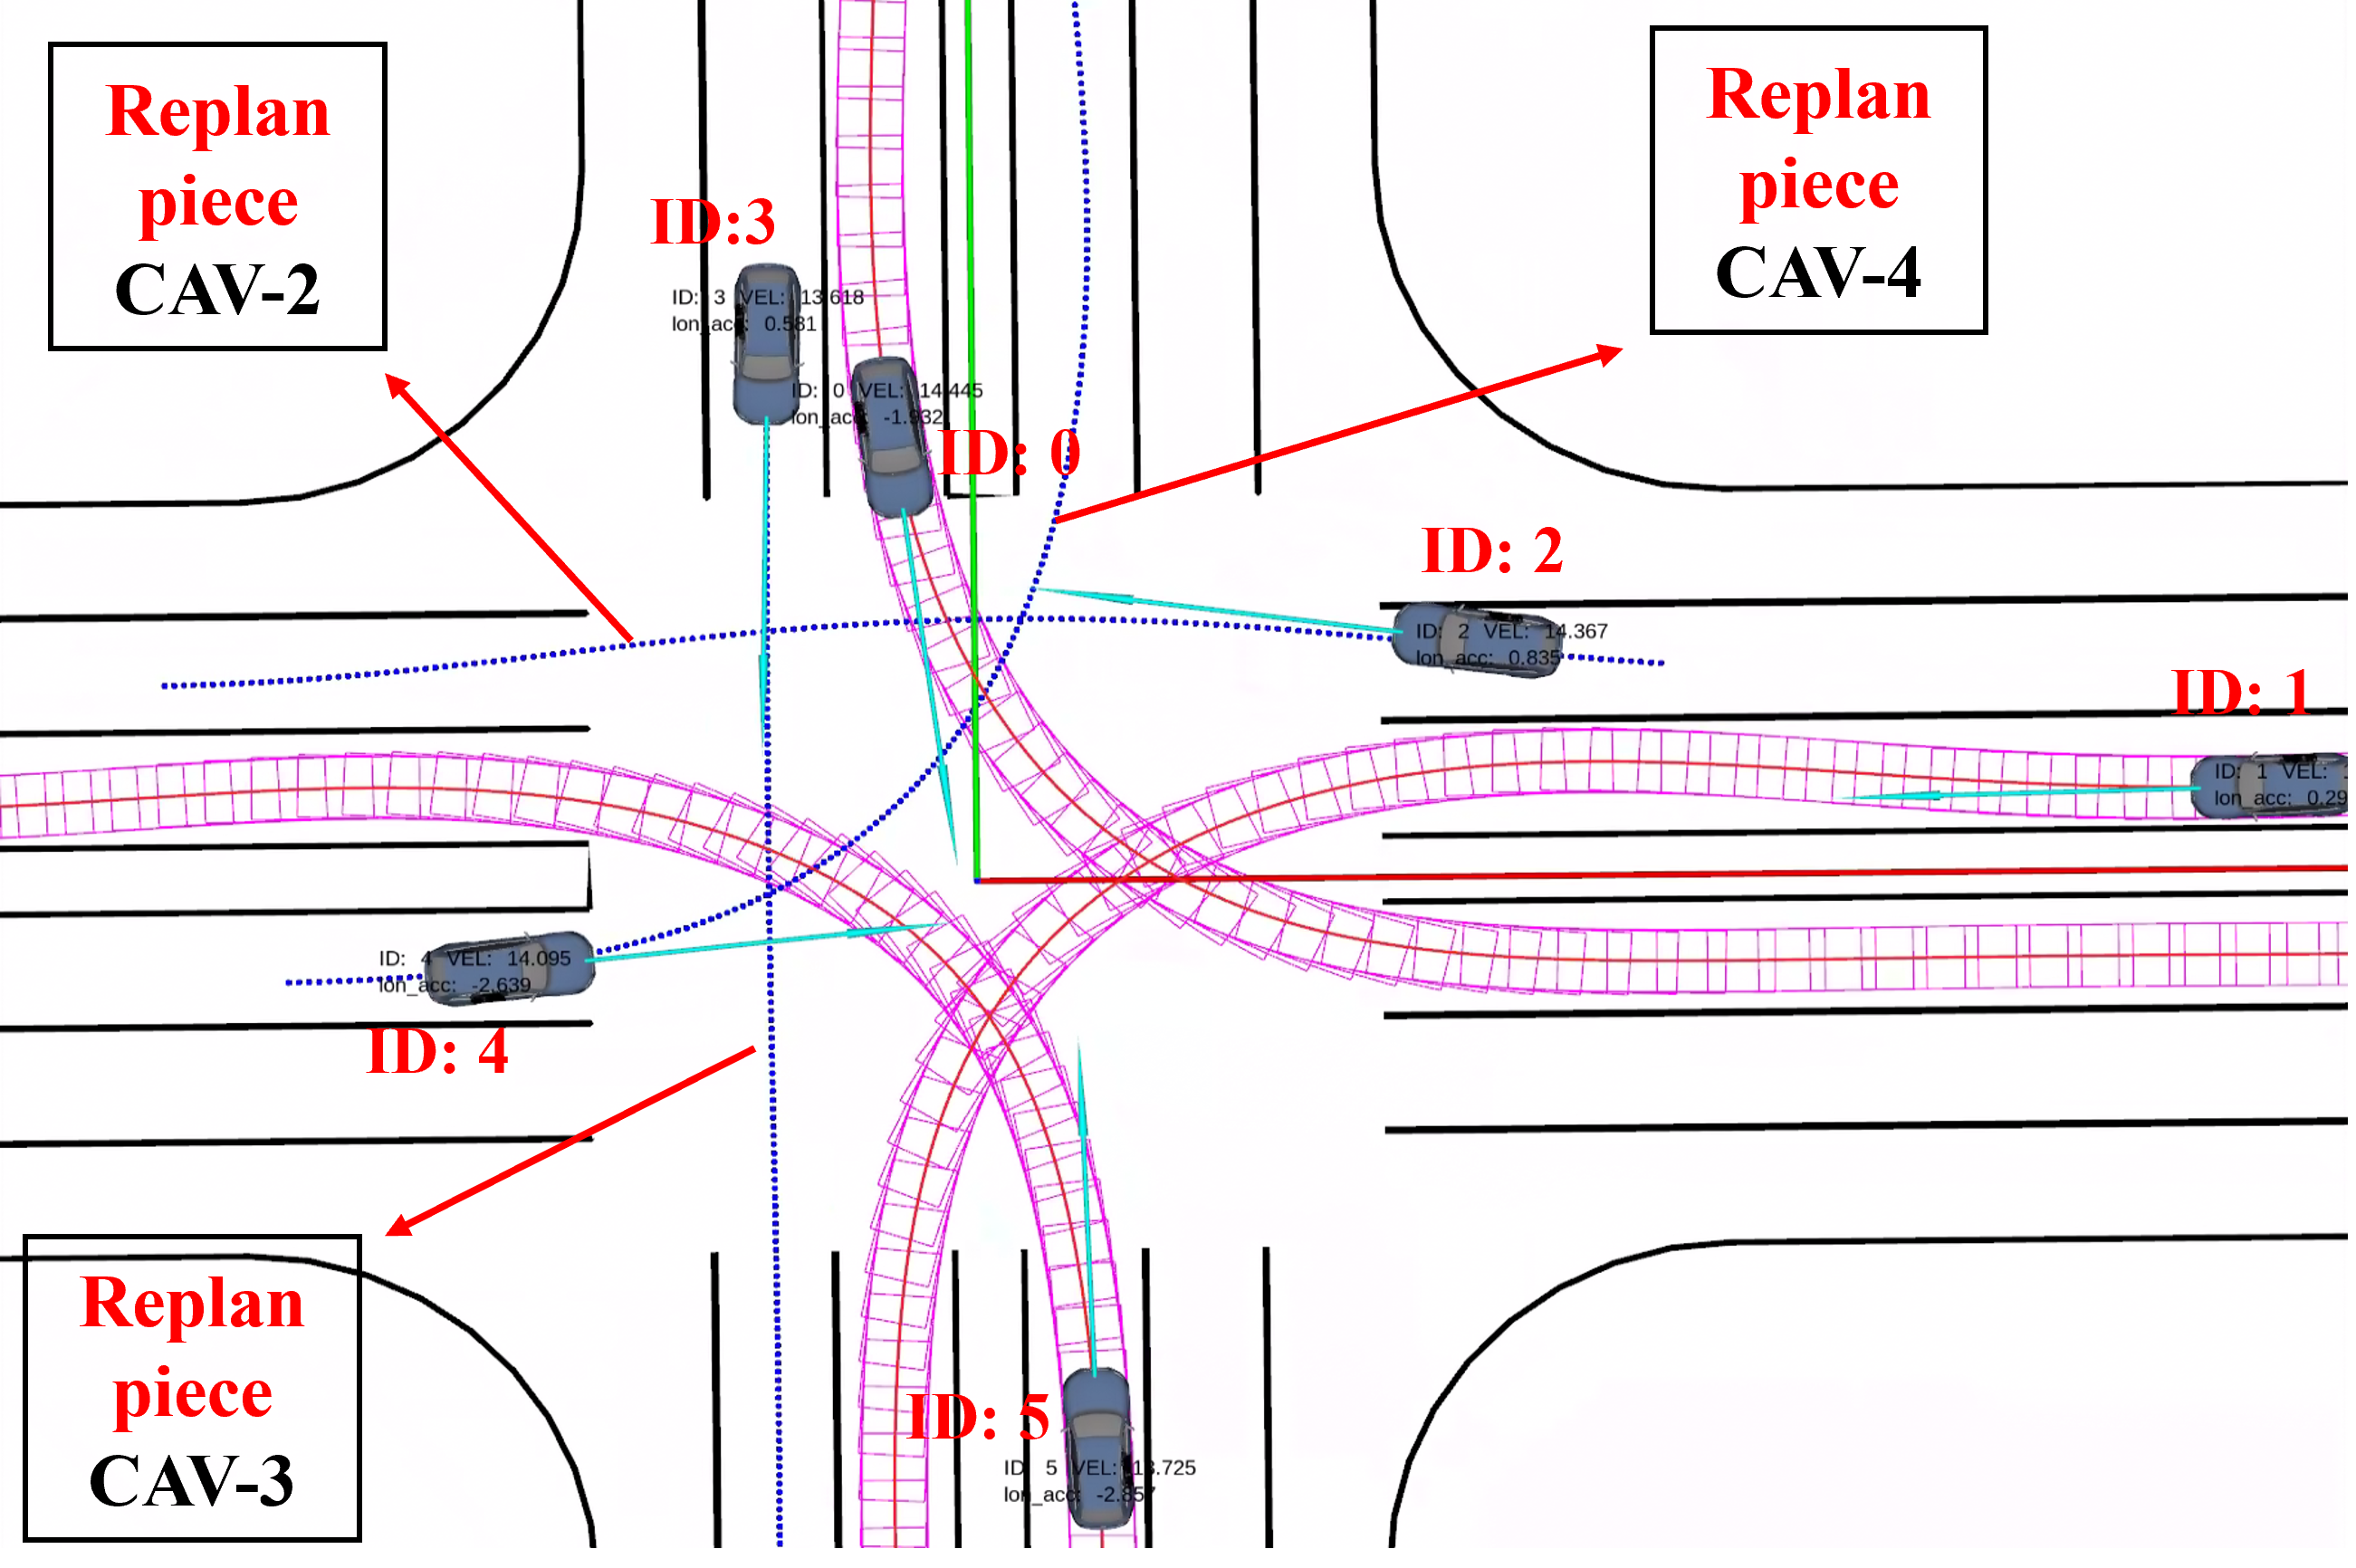 Replan
piece
CAV-2
Replan
piece
CAV-4
ID:3
ID: 3 VEL: 13.618
lon_acc: 0.581
ID: 0 VEL: 14.445
lon_acc: -1.932
ID: 0
ID: 2
ID: 2 VEL: 14.367
lon_acc: 0.835
ID: 1
ID: 1 VEL:
lon_acc: 0.29
ID: 4 VEL: 14.095
lon_acc: -2.639
ID: 4
Replan
piece
CAV-3
ID: 5
ID: 5 VEL: 13.725
lon_acc: -2.857